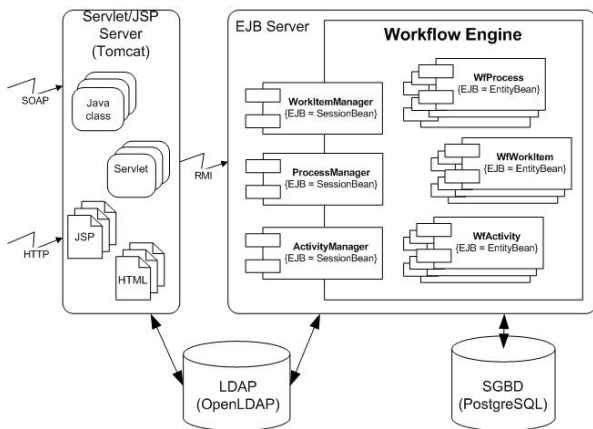 Servlet/JSP
Server
(Tomcat)
SOAP
Java
class
Servlet
RMI
HTTP
JSP
HTML
EJB Server
Workflow Engine
WorkItemManager
{EJB = SessionBean}
ProcessManager
{EJB = SessionBean}
ActivityManager
{EJB = SessionBean}
WfProcess
{EJB = EntityBean}
WfWorkItem
{EJB = EntityBean}
WfActivity
{EJB = EntityBean}
LDAP
(OpenLDAP)
SGBD
(PostgreSQL)